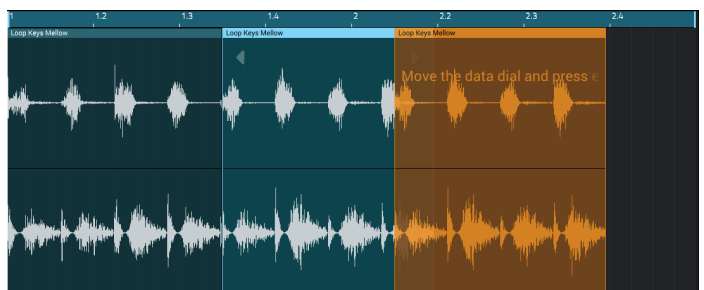 1 1.2 1.3 1.4 2 2.2 2.3 2.4
Loop Keys Mellow Loop Keys Mellow Loop Keys Mellow
Move the data dial and press e